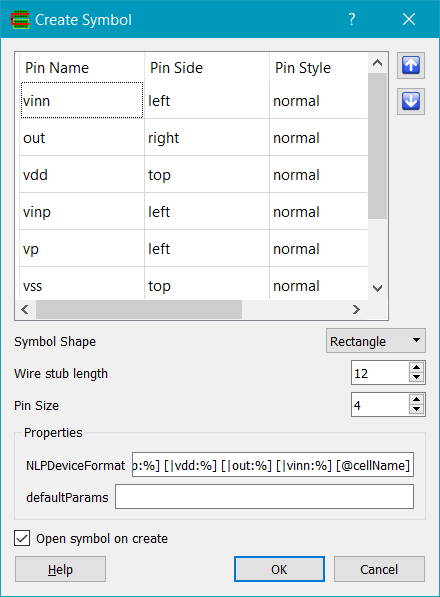 Create Symbol
Pin Name Pin Side Pin Style
vinn left normal
out right normal
vdd top normal
vinp left normal
vp left normal
vss top normal
Symbol Shape Rectangle
Wire stub length 12
Pin Size 4
Properties
NLPDeviceFormat p:%] [|vdd:%] [|out:%] [|vinn:%] [@cellName]
defaultParams
Open symbol on create
Help OK Cancel